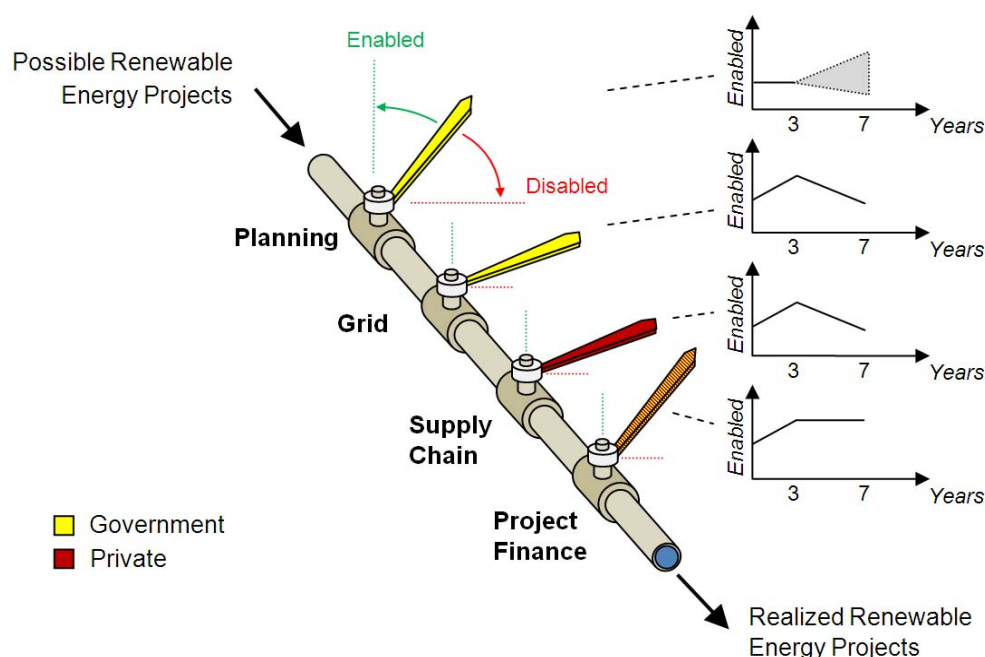 Possible Renewable
Energy Projects
Enabled
Disabled
Planning
Grid
Supply
Chain
Project
Finance
Government
Private
Realized Renewable
Energy Projects
Enabled
3
7
Years
Enabled
3
7
Years
Enabled
3
7
Years
Enabled
3
7
Years